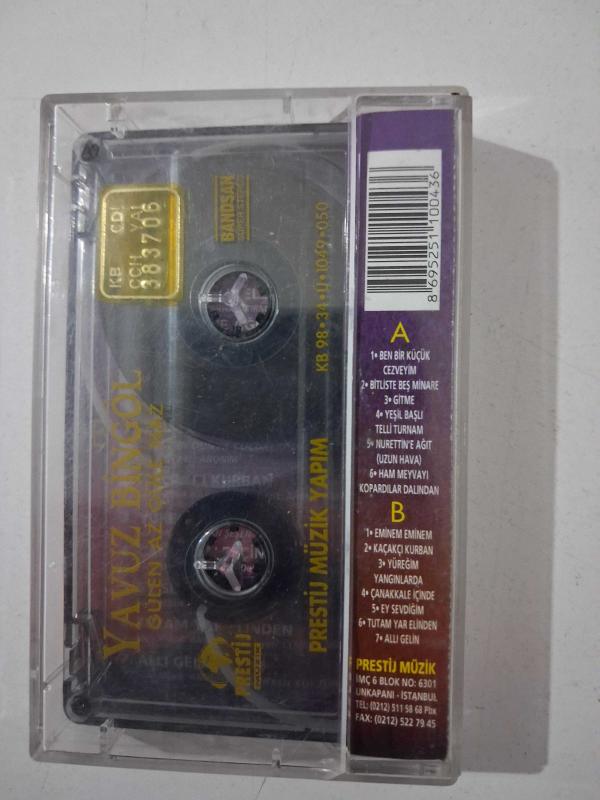 8 695251 100436
A
1• BEN BİR KÜÇÜK
CEZVEYİM
2• BİTLİSTE BEŞ MİNARE
3• GİTME
4• YEŞİL BAŞLI
TELLİ TURNAM
5• NURETTİN'E AĞIT
(UZUN HAVA)
6• HAM MEYVAYI
KOPARDILAR DALINDAN
B
1• EMİNEM EMİNEM
2• KAÇAKÇI KURBAN
3• YÜREĞİM
YANGINLARDA
4• ÇANAKKALE İÇİNDE
5• EY SEVDİĞİM
6• TUTAM YAR ELİNDEN
7• ALLI GELİN
PRESTİJ MÜZİK
İMÇ 6 BLOK NO: 6301
UNKAPANI - İSTANBUL
TEL: (0212) 511 58 68 Pbx
FAX: (0212) 522 79 45
YAVUZ BİNGÖL
GÜLEN AZ
KB
383706
BANDSAN
SUPER STEREO
KB 98•34•Ü•1049•050
PRESTİJ MÜZİK YAPIM
PRESTİJ
MÜZİK